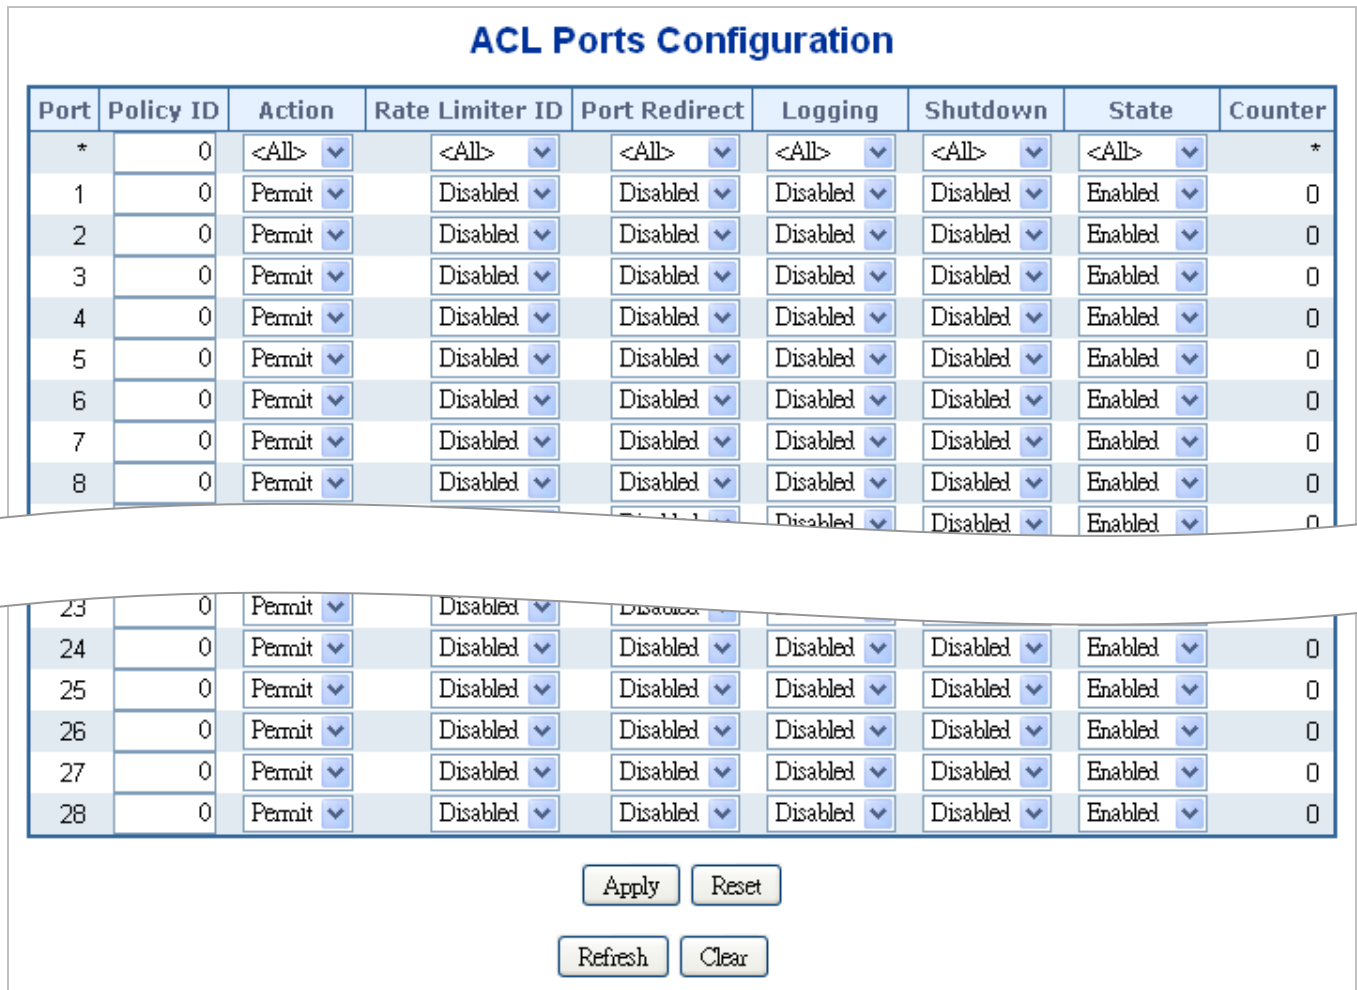 ACL Ports Configuration
Port Policy ID Action Rate Limiter ID Port Redirect Logging Shutdown State Counter
* 0 <All> <All> <All> <All> <All> <All> *
1 0 Permit Disabled Disabled Disabled Disabled Enabled 0
2 0 Permit Disabled Disabled Disabled Disabled Enabled 0
3 0 Permit Disabled Disabled Disabled Disabled Enabled 0
4 0 Permit Disabled Disabled Disabled Disabled Enabled 0
5 0 Permit Disabled Disabled Disabled Disabled Enabled 0
6 0 Permit Disabled Disabled Disabled Disabled Enabled 0
7 0 Permit Disabled Disabled Disabled Disabled Enabled 0
8 0 Permit Disabled Disabled Disabled Disabled Enabled 0
Disabled Disabled Enabled 0
23 0 Permit Disabled Disabled
24 0 Permit Disabled Disabled Disabled Disabled Enabled 0
25 0 Permit Disabled Disabled Disabled Disabled Enabled 0
26 0 Permit Disabled Disabled Disabled Disabled Enabled 0
27 0 Permit Disabled Disabled Disabled Disabled Enabled 0
28 0 Permit Disabled Disabled Disabled Disabled Enabled 0
Apply Reset
Refresh Clear